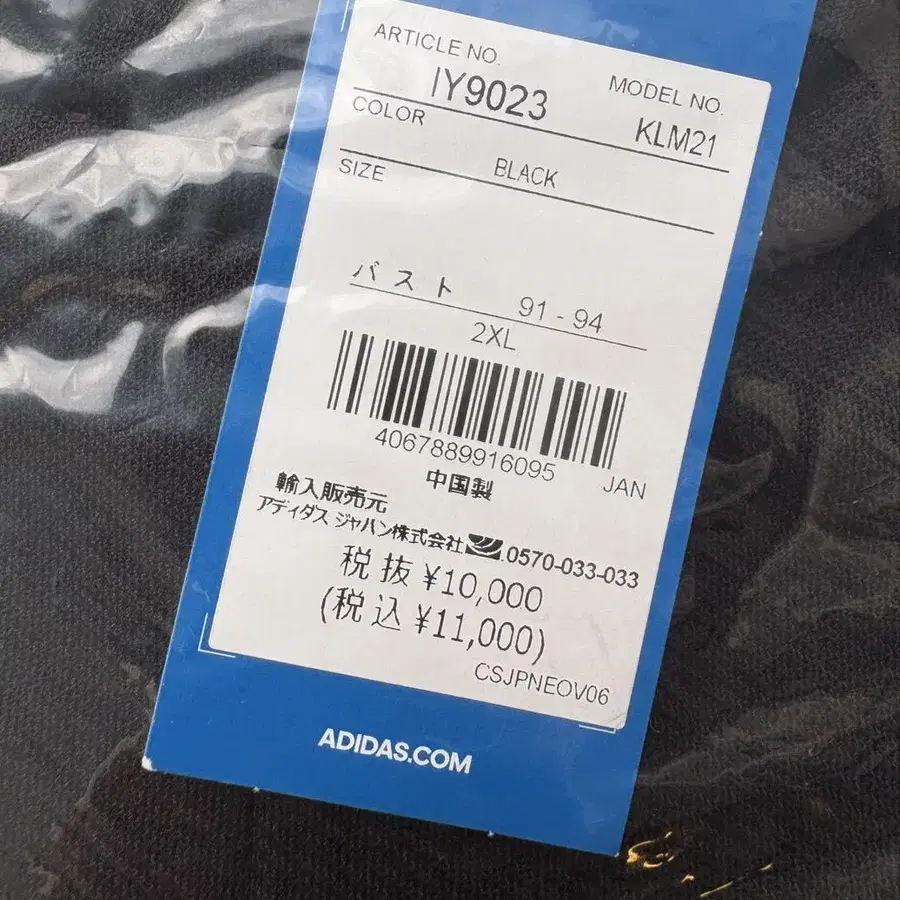 ARTICLE NO.
MODEL NO.
IY9023
KLM21
COLOR
BLACK
SIZE
バスト 91 - 94
2XL
4067889916095 JAN
中国製
輸入販売元
アディダス ジャパン株式会社 .0570-033-033
税抜 ¥10,000
(税込 ¥11,000)
CSJPNEOV06
ADIDAS.COM